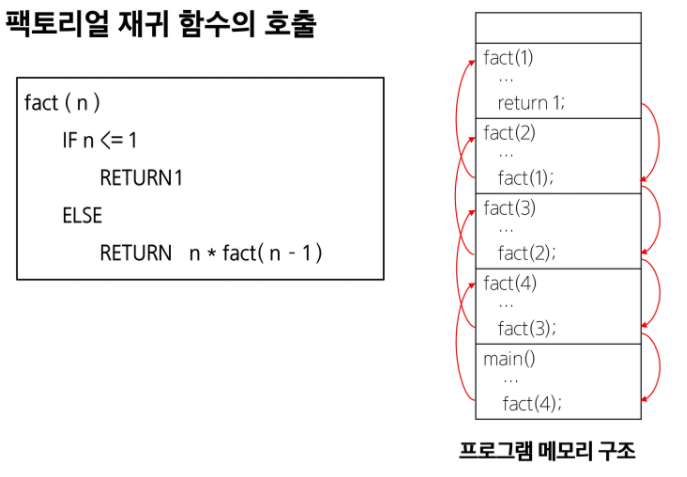 팩토리얼 재귀 함수의 호출
fact ( n )
IF n <= 1
RETURN1
ELSE
RETURN n * fact( n - 1 )
fact(1)
...
return 1;
fact(2)
...
fact(1);
fact(3)
...
fact(2);
fact(4)
...
fact(3);
main()
...
fact(4);
프로그램 메모리 구조